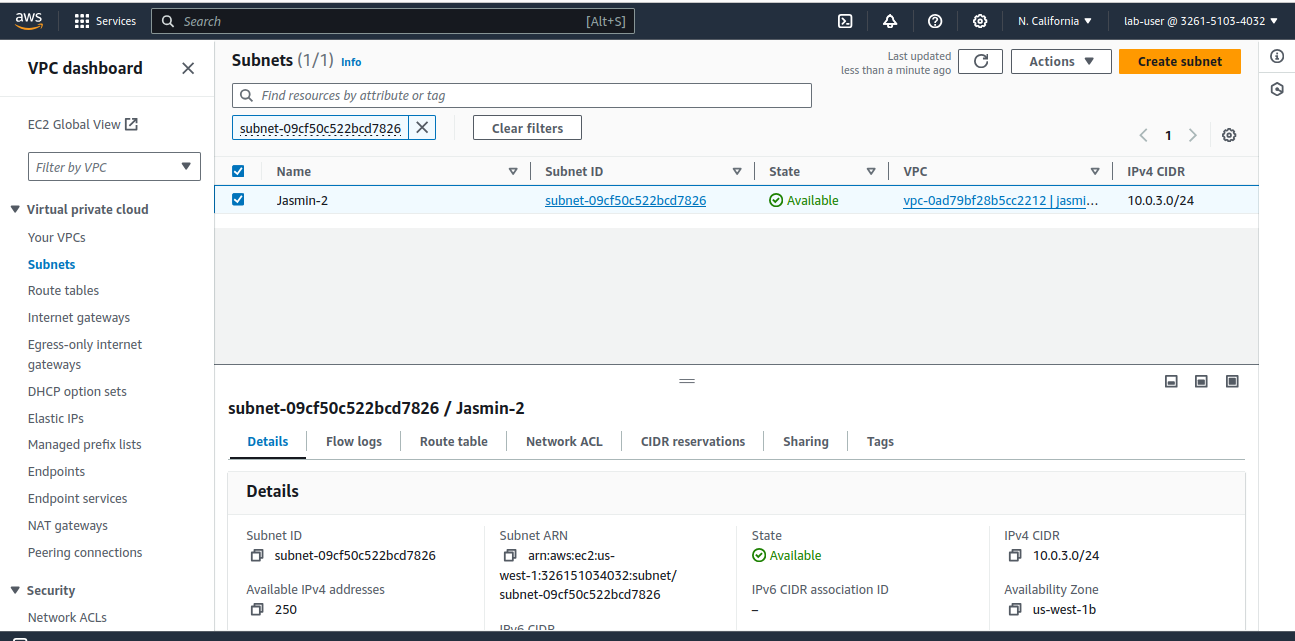 aws
Services
Search
[Alt+S]
N. California
lab-user @ 3261-5103-4032
VPC dashboard
EC2 Global View
Filter by VPC
Virtual private cloud
Your VPCs
Subnets
Route tables
Internet gateways
Egress-only internet
gateways
DHCP option sets
Elastic IPs
Managed prefix lists
Endpoints
Endpoint services
NAT gateways
Peering connections
Security
Network ACLs
Subnets (1/1) Info
Last updated
less than a minute ago
Actions
Create subnet
Find resources by attribute or tag
subnet-09cf50c522bcd7826
Clear filters
1
Name Subnet ID State VPC IPv4 CIDR
Jasmin-2 subnet-09cf50c522bcd7826 Available vpc-0ad79bf28b5cc2212 | jasmi... 10.0.3.0/24
subnet-09cf50c522bcd7826 / Jasmin-2
Details Flow logs Route table Network ACL CIDR reservations Sharing Tags
Details
Subnet ID
subnet-09cf50c522bcd7826
Available IPv4 addresses
250
Subnet ARN
arn:aws:ec2:us-
west-1:326151034032:subnet/
subnet-09cf50c522bcd7826
IPv6 CIDR
State
Available
IPv6 CIDR association ID
–
IPv4 CIDR
10.0.3.0/24
Availability Zone
us-west-1b